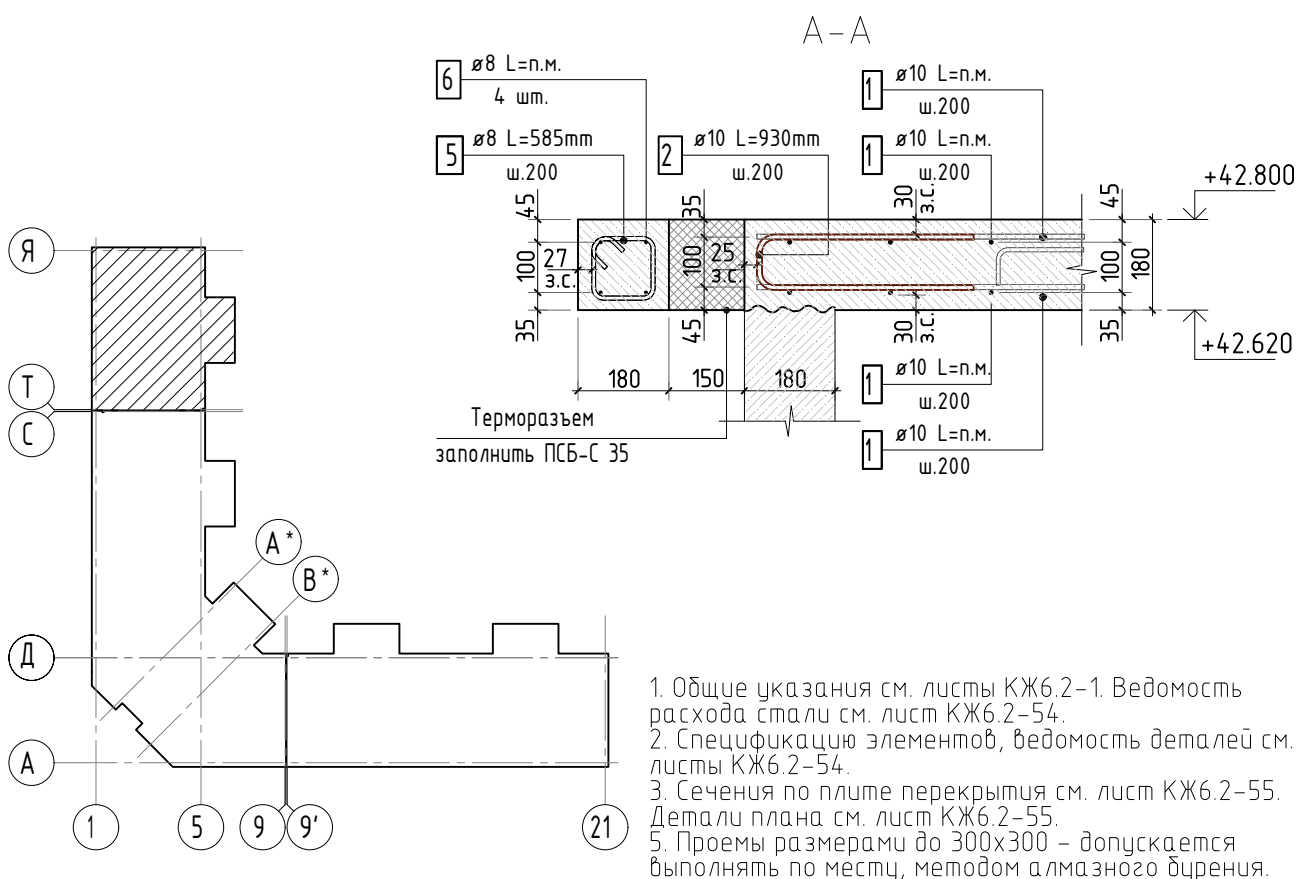 А-А
6
ø8 L=п.м.
4 шт.
5
ø8 L=585mm
ш.200
2
ø10 L=930mm
ш.200
1
ø10 L=п.м.
ш.200
1
ø10 L=п.м.
ш.200
+42.800
45
35
30
з.с.
45
27
з.с.
100
100
25
з.с.
100
180
35
45
30
з.с.
35
+42.620
180
150
180
Терморазъем
заполнить ПСБ-С 35
1
ø10 L=п.м.
ш.200
1
ø10 L=п.м.
ш.200
Я
Т
С
А*
В*
Д
А
1
5
9
9'
21
1. Общие указания см. листы КЖ6.2-1. Ведомость
расхода стали см. лист КЖ6.2-54.
2. Спецификацию элементов, ведомость деталей см.
листы КЖ6.2-54.
3. Сечения по плите перекрытия см. лист КЖ6.2-55.
Детали плана см. лист КЖ6.2-55.
5. Проемы размерами до 300х300 - допускается
выполнять по месту, методом алмазного бурения.